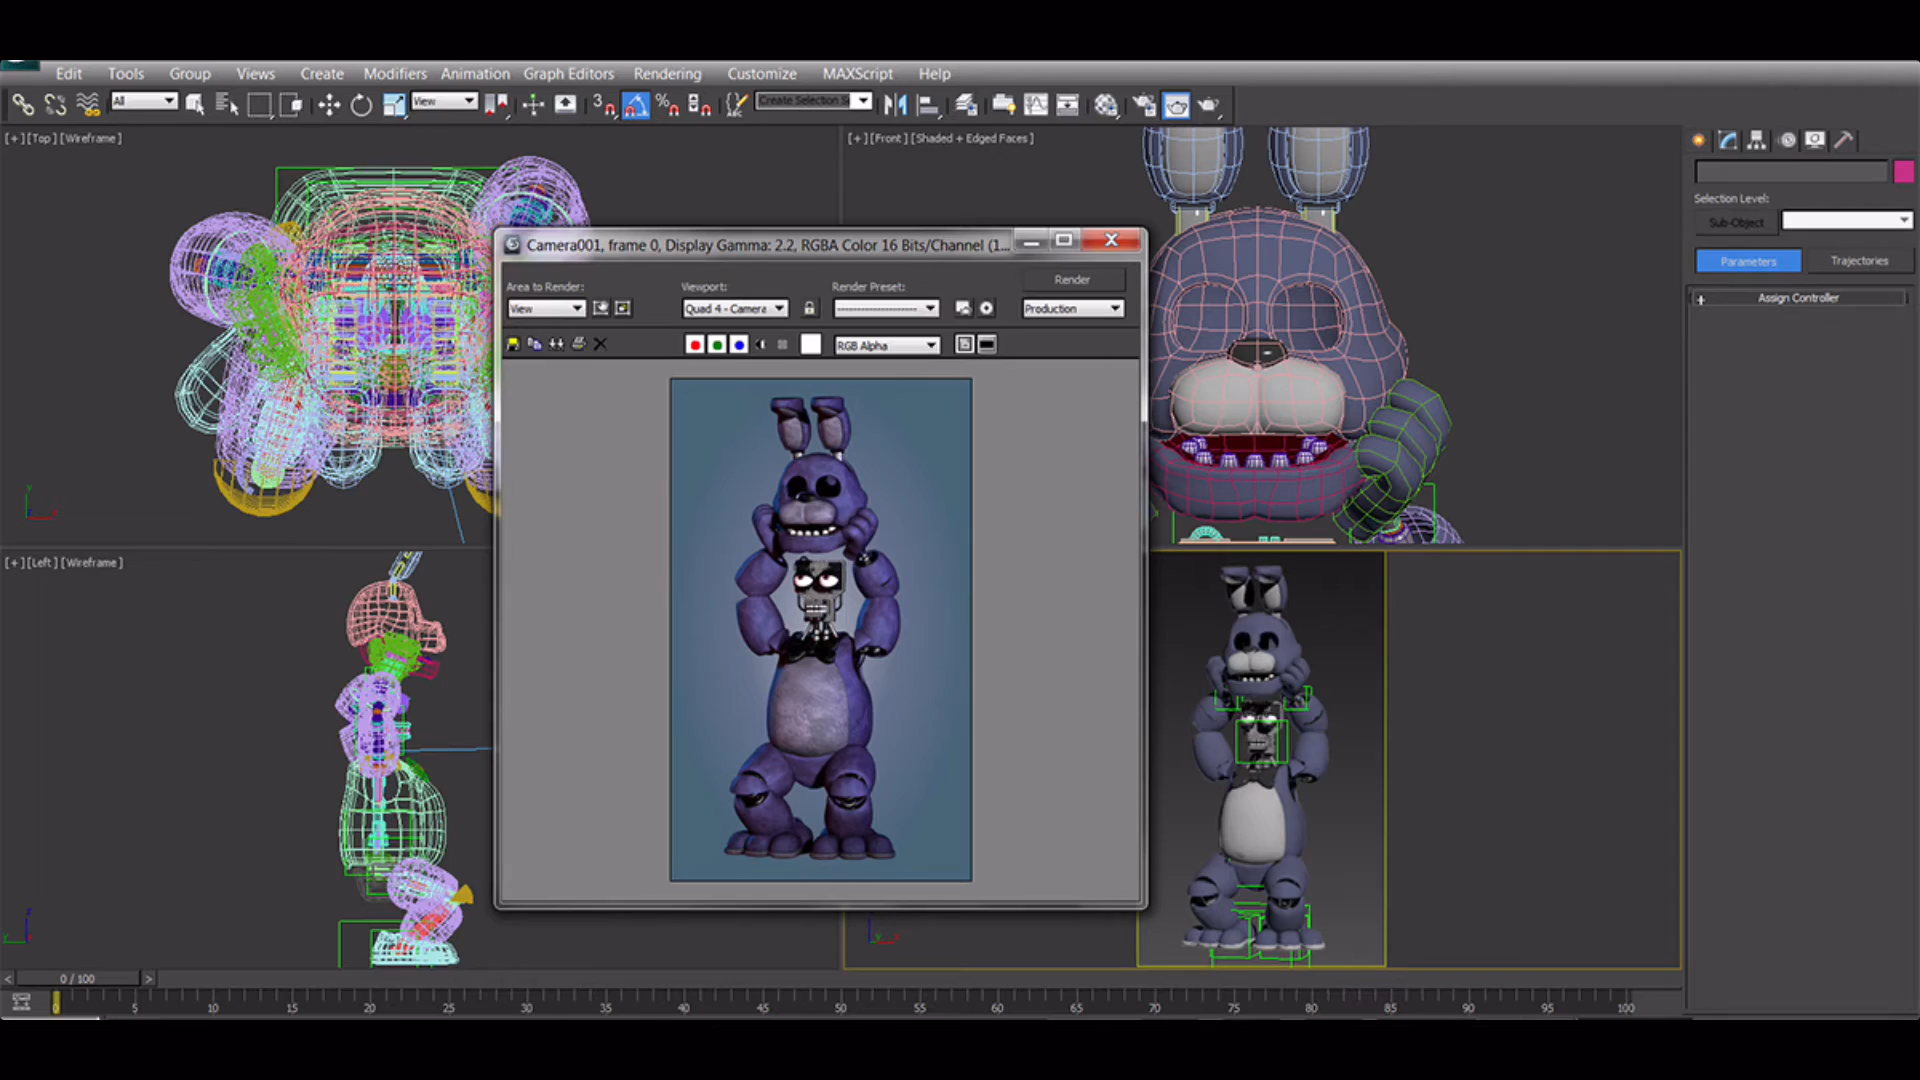 Edit Tools Group Views Create Modifiers Animation Graph Editors Rendering Customize MAXScript Help
All View 3 % ABC Create Selection S
[+][Top][Wireframe]
[+][Front][Shaded + Edged Faces]
Selection Level:
Sub-Object
Parameters Trajectories
+ Assign Controller
Camera001, frame 0, Display Gamma: 2.2, RGBA Color 16 Bits/Channel (1...
Area to Render: Viewport: Render Preset: Render
View Quad 4 - Camera -------------------- Production
RGB Alpha
[+][Left][Wireframe]
< 0 / 100 >
0 5 10 15 20 25 30 35 40 45 50 55 60 65 70 75 80 85 90 95 100